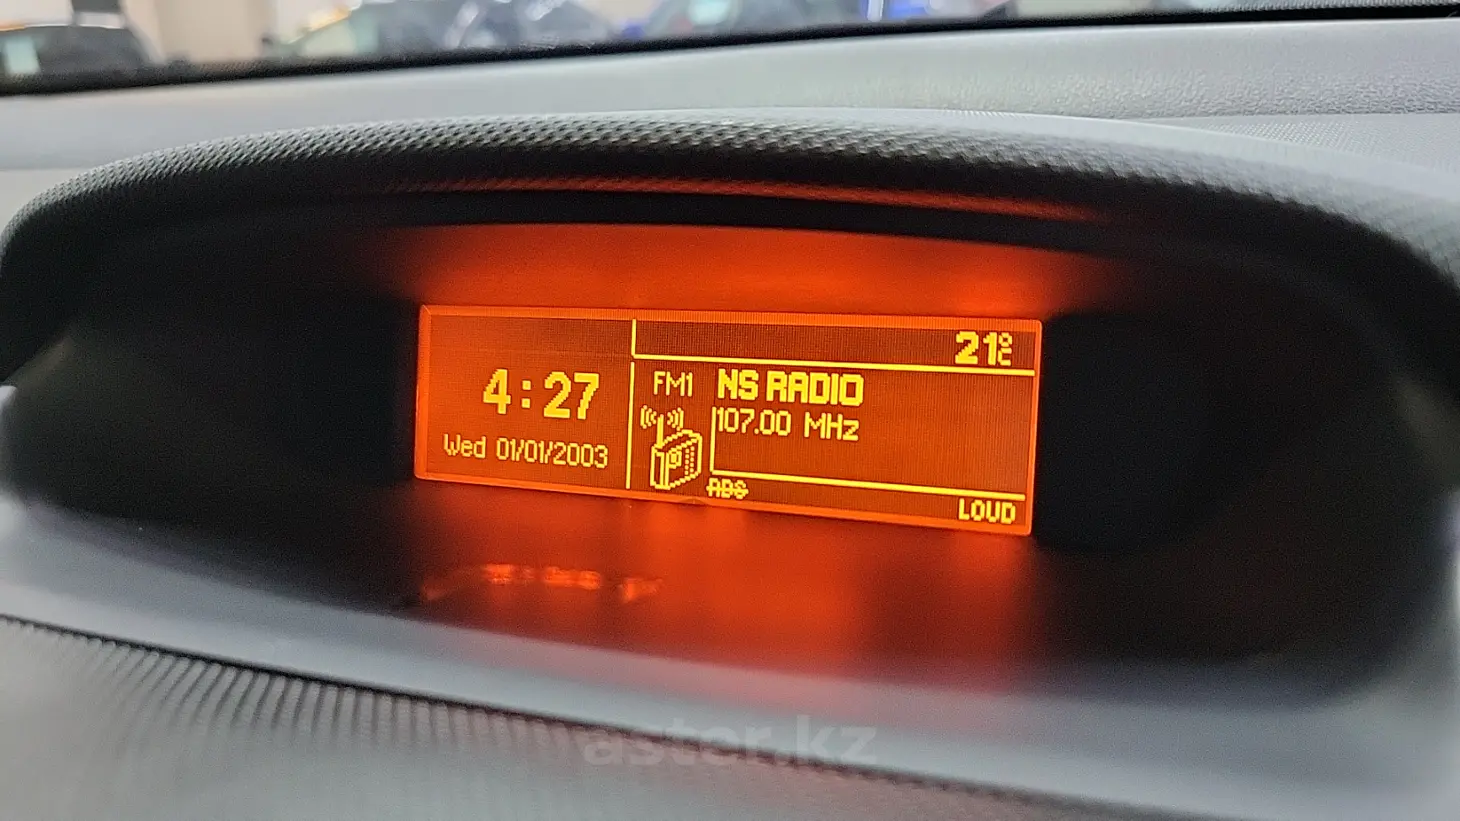 21°C
4:27
Wed 01/01/2003
FM1
NS RADIO
107.00 MHz
RDS
LOUD
aster.kz